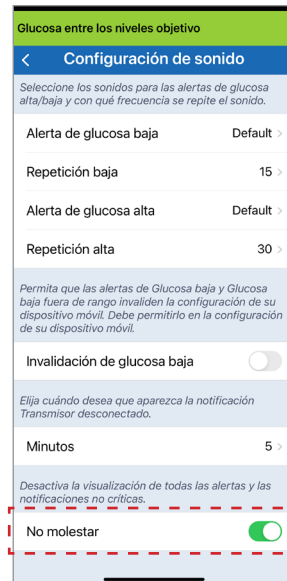 Glucosa entre los niveles objetivo
Configuración de sonido
Seleccione los sonidos para las alertas de glucosa
alta/baja y con qué frecuencia se repite el sonido.
Alerta de glucosa baja Default
Repetición baja 15
Alerta de glucosa alta Default
Repetición alta 30
Permita que las alertas de Glucosa baja y Glucosa
baja fuera de rango invaliden la configuración de su
dispositivo móvil. Debe permitirlo en la configuración
de su dispositivo móvil.
Invalidación de glucosa baja
Elija cuándo desea que aparezca la notificación
Transmisor desconectado.
Minutos 5
Desactiva la visualización de todas las alertas y las
notificaciones no críticas.
No molestar